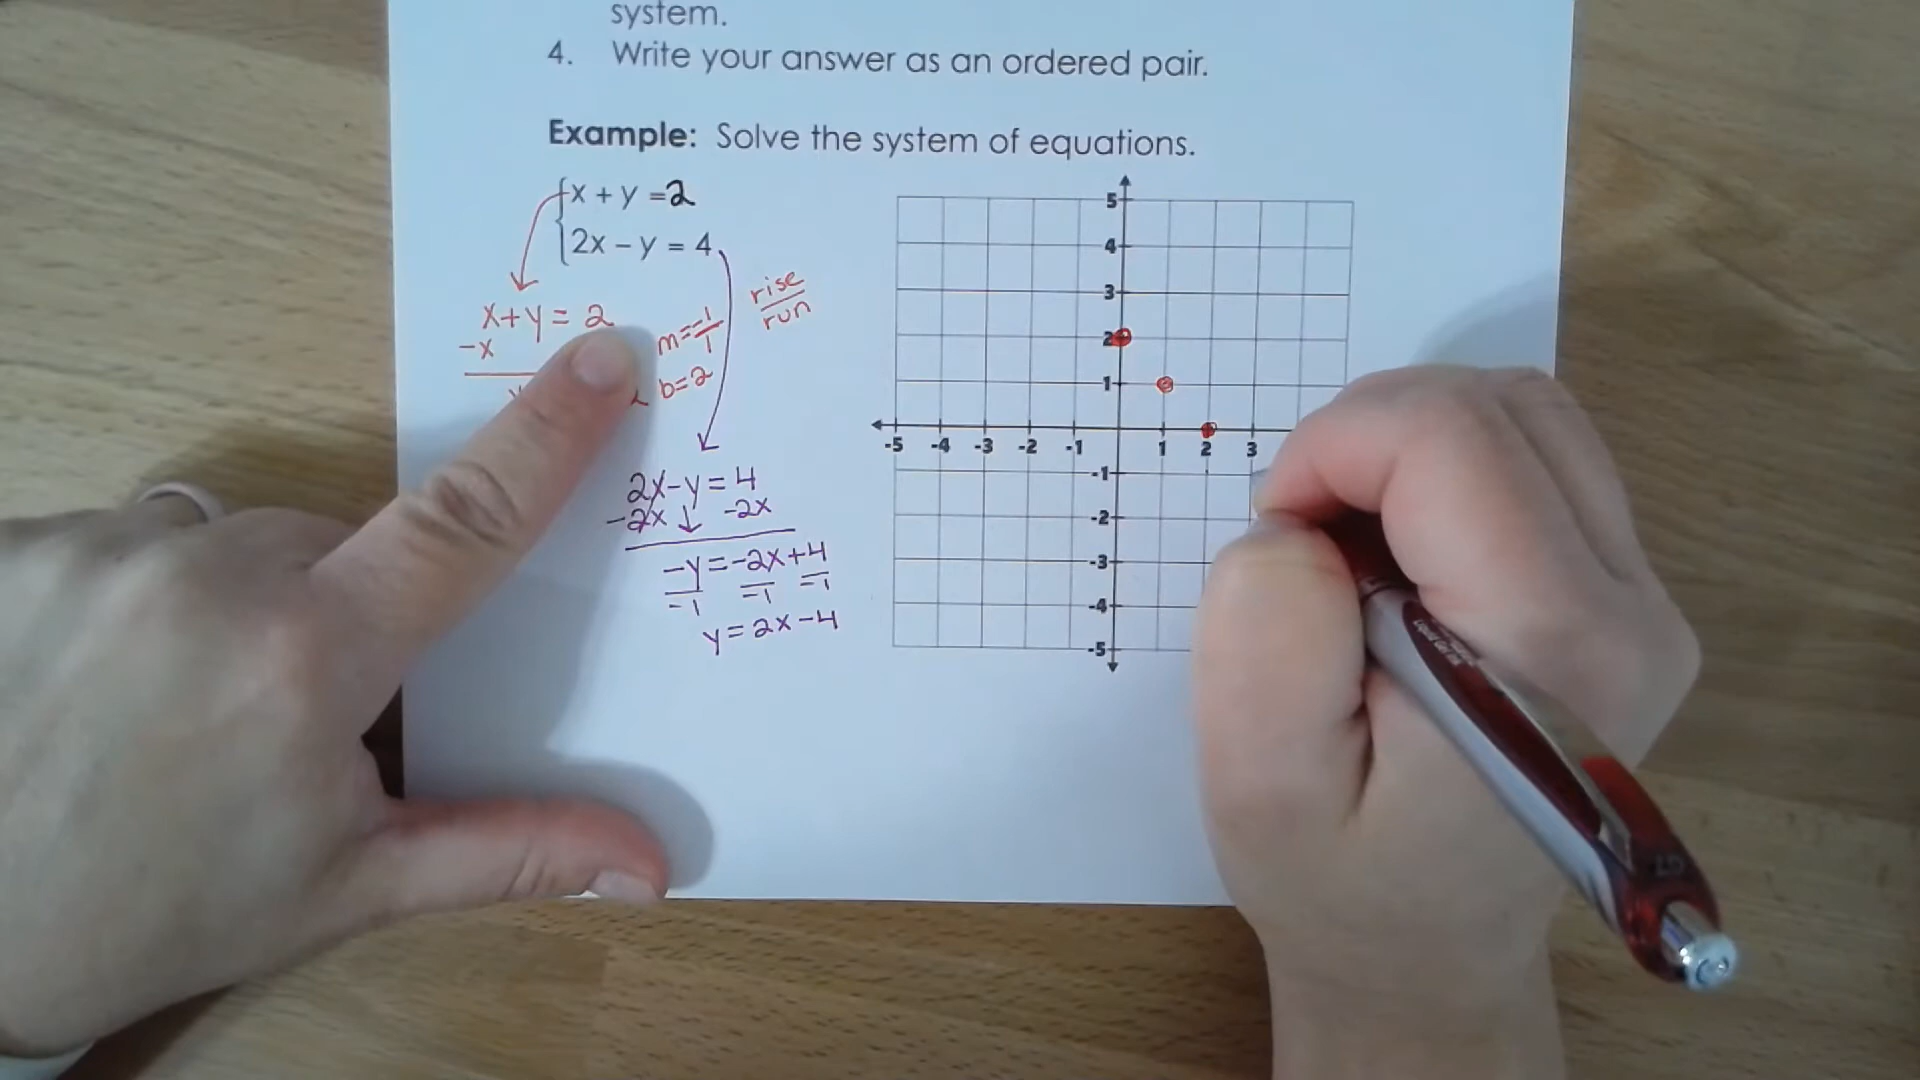 system.
4. Write your answer as an ordered pair.
Example: Solve the system of equations.
x + y = 2
2x – y = 4
rise
run
x+y = 2
-x
m = -1/1
b=2
2x-y = 4
-2x -2x
-y = -2x+4
-1 -1 -1
y = 2x-4
5
4
3
2
1
-5 -4 -3 -2 -1 1 2 3
-1
-2
-3
-4
-5
G7